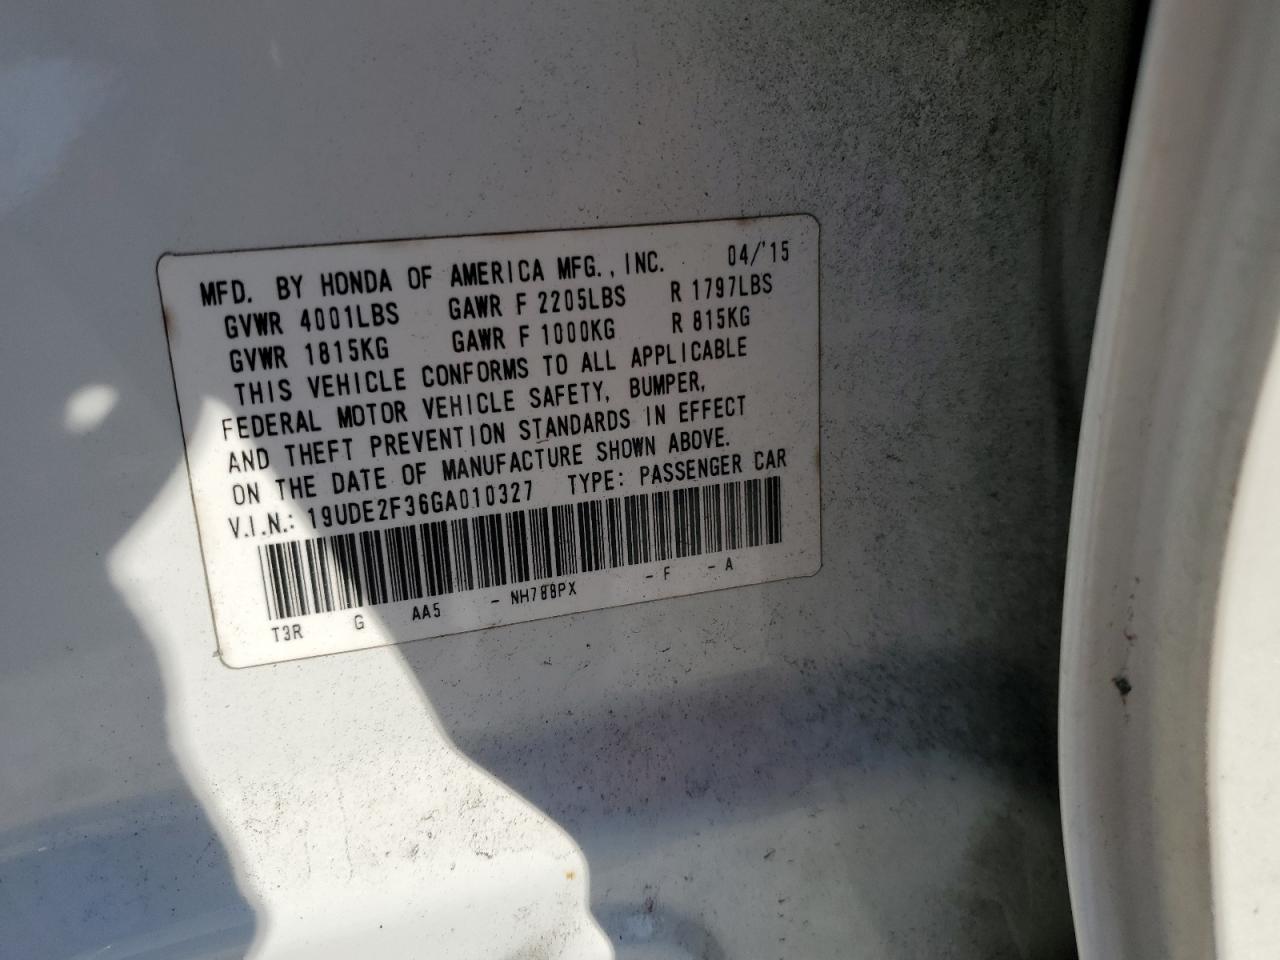 MFD. BY HONDA OF AMERICA MFG., INC. 04/'15
GVWR 4001LBS GAWR F 2205LBS R 1797LBS
GVWR 1815KG GAWR F 1000KG R 815KG
THIS VEHICLE CONFORMS TO ALL APPLICABLE
FEDERAL MOTOR VEHICLE SAFETY, BUMPER,
AND THEFT PREVENTION STANDARDS IN EFFECT
ON THE DATE OF MANUFACTURE SHOWN ABOVE.
V.I.N.: 19UDE2F36GA010327 TYPE: PASSENGER CAR
T3R G AA5 - NH788PX - F - A